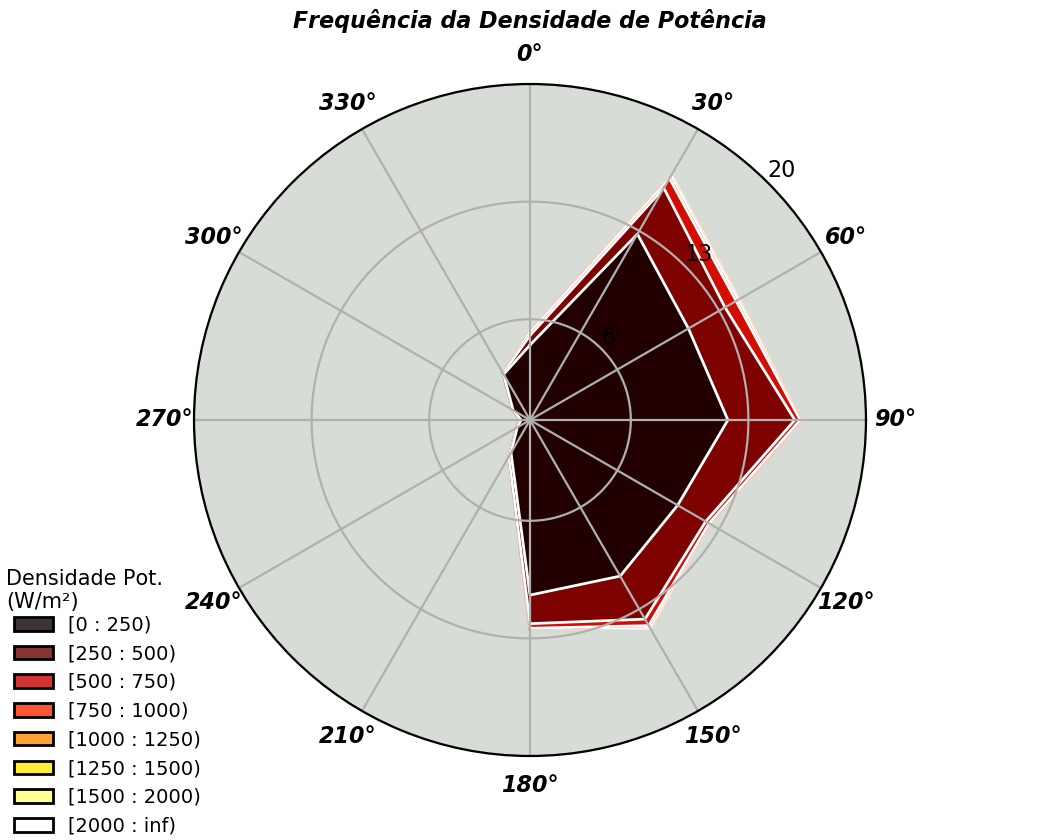 Frequência da Densidade de Potência
0°
30°
60°
90°
120°
150°
180°
210°
240°
270°
300°
330°
6
13
20
Densidade Pot.
(W/m²)
[0 : 250)
[250 : 500)
[500 : 750)
[750 : 1000)
[1000 : 1250)
[1250 : 1500)
[1500 : 2000)
[2000 : inf)